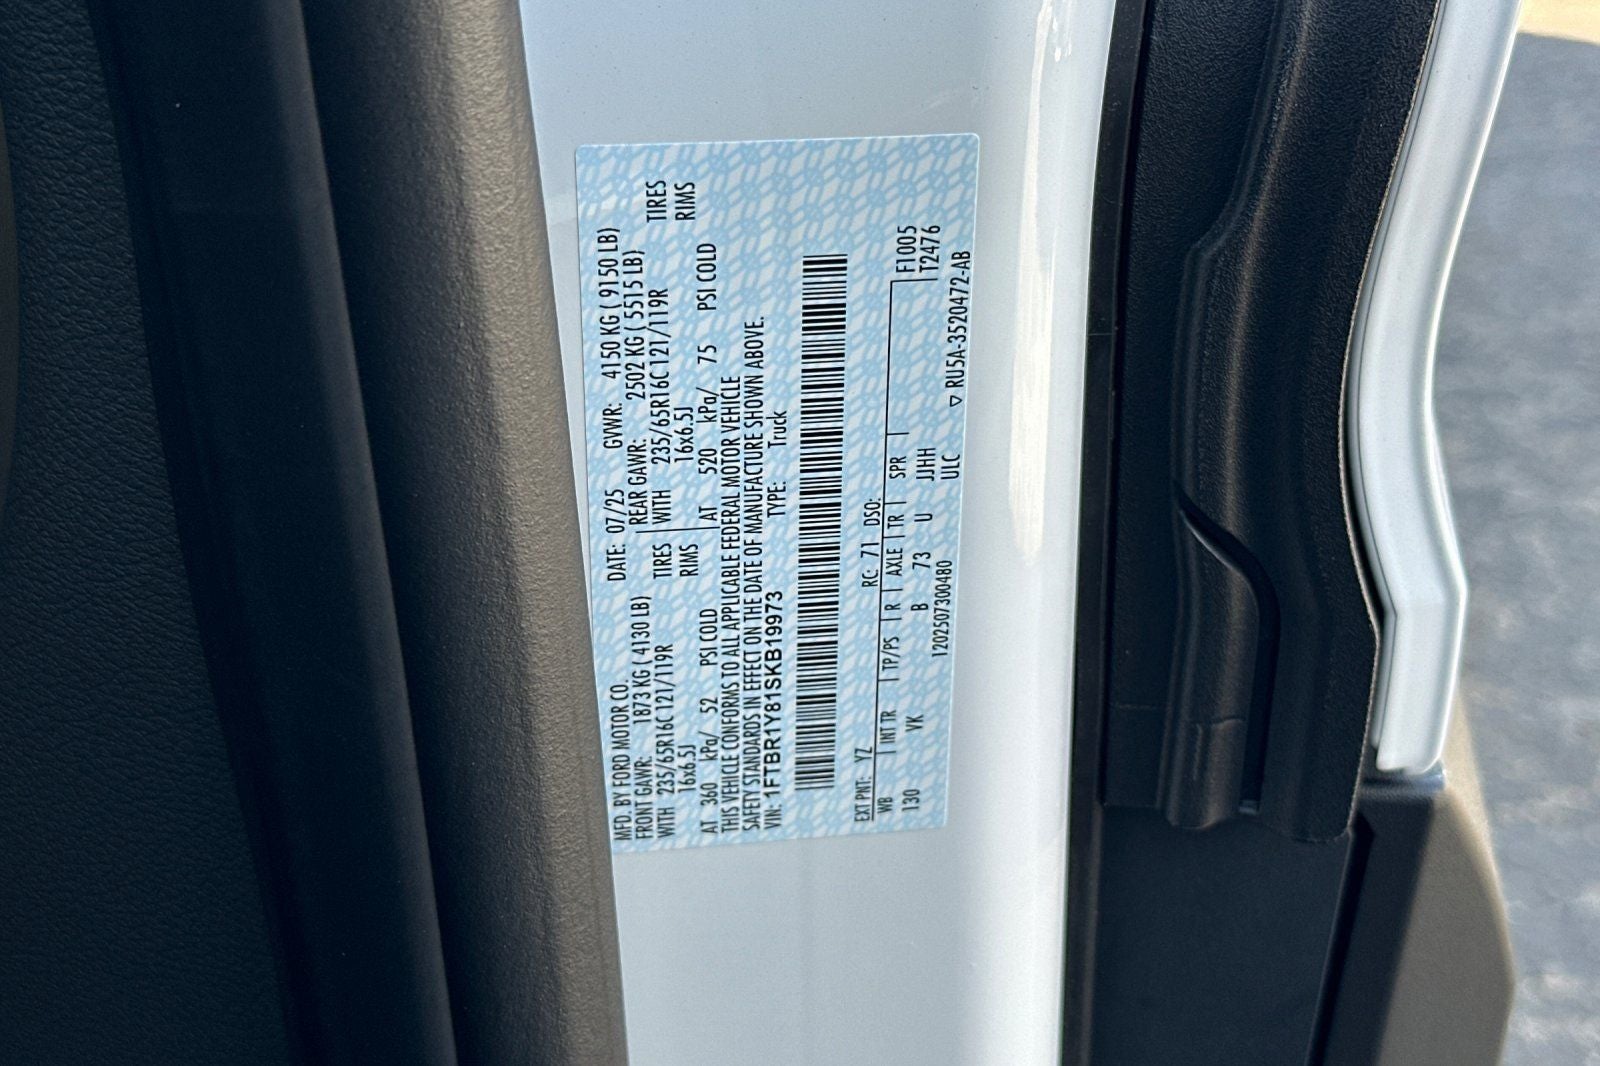 MFD. BY FORD MOTOR CO.
DATE: 07/25 GVWR: 4150 KG ( 9150 LB)
FRONT GAWR: 1873 KG ( 4130 LB) REAR GAWR: 2502 KG ( 5515 LB)
WITH 235/65R16C 121/119R TIRES WITH 235/65R16C 121/119R TIRES
16x6.5J RIMS 16x6.5J RIMS
AT 360 kPa/ 52 PSI COLD AT 520 kPa/ 75 PSI COLD
THIS VEHICLE CONFORMS TO ALL APPLICABLE FEDERAL MOTOR VEHICLE
SAFETY STANDARDS IN EFFECT ON THE DATE OF MANUFACTURE SHOWN ABOVE.
VIN: 1FTBR1Y81SKB19973 TYPE: Truck
EXT PNT: YZ RC: 71 DSO: F1005
WB INT TR TP/PS R AXLE TR SPR T2476
130 VK B 73 U JJHH
ULC ▽ RU5A-3520472-AB
1202507300480